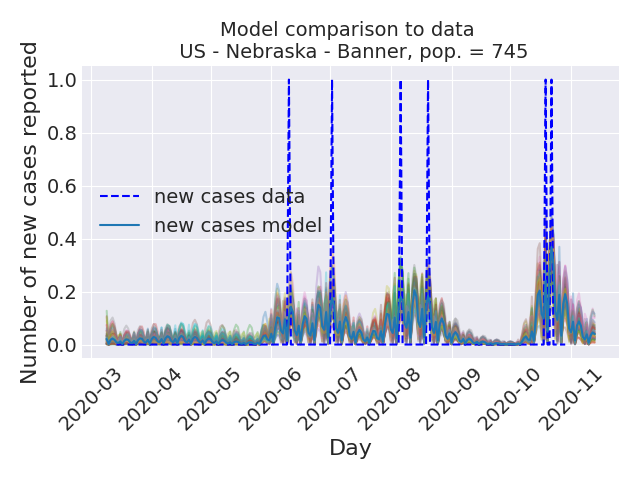 Model comparison to data
US - Nebraska - Banner, pop. = 745
Number of new cases reported
1.0
0.8
0.6
0.4
0.2
0.0
new cases data
new cases model
2020-03
2020-04
2020-05
2020-06
2020-07
2020-08
2020-09
2020-10
2020-11
Day